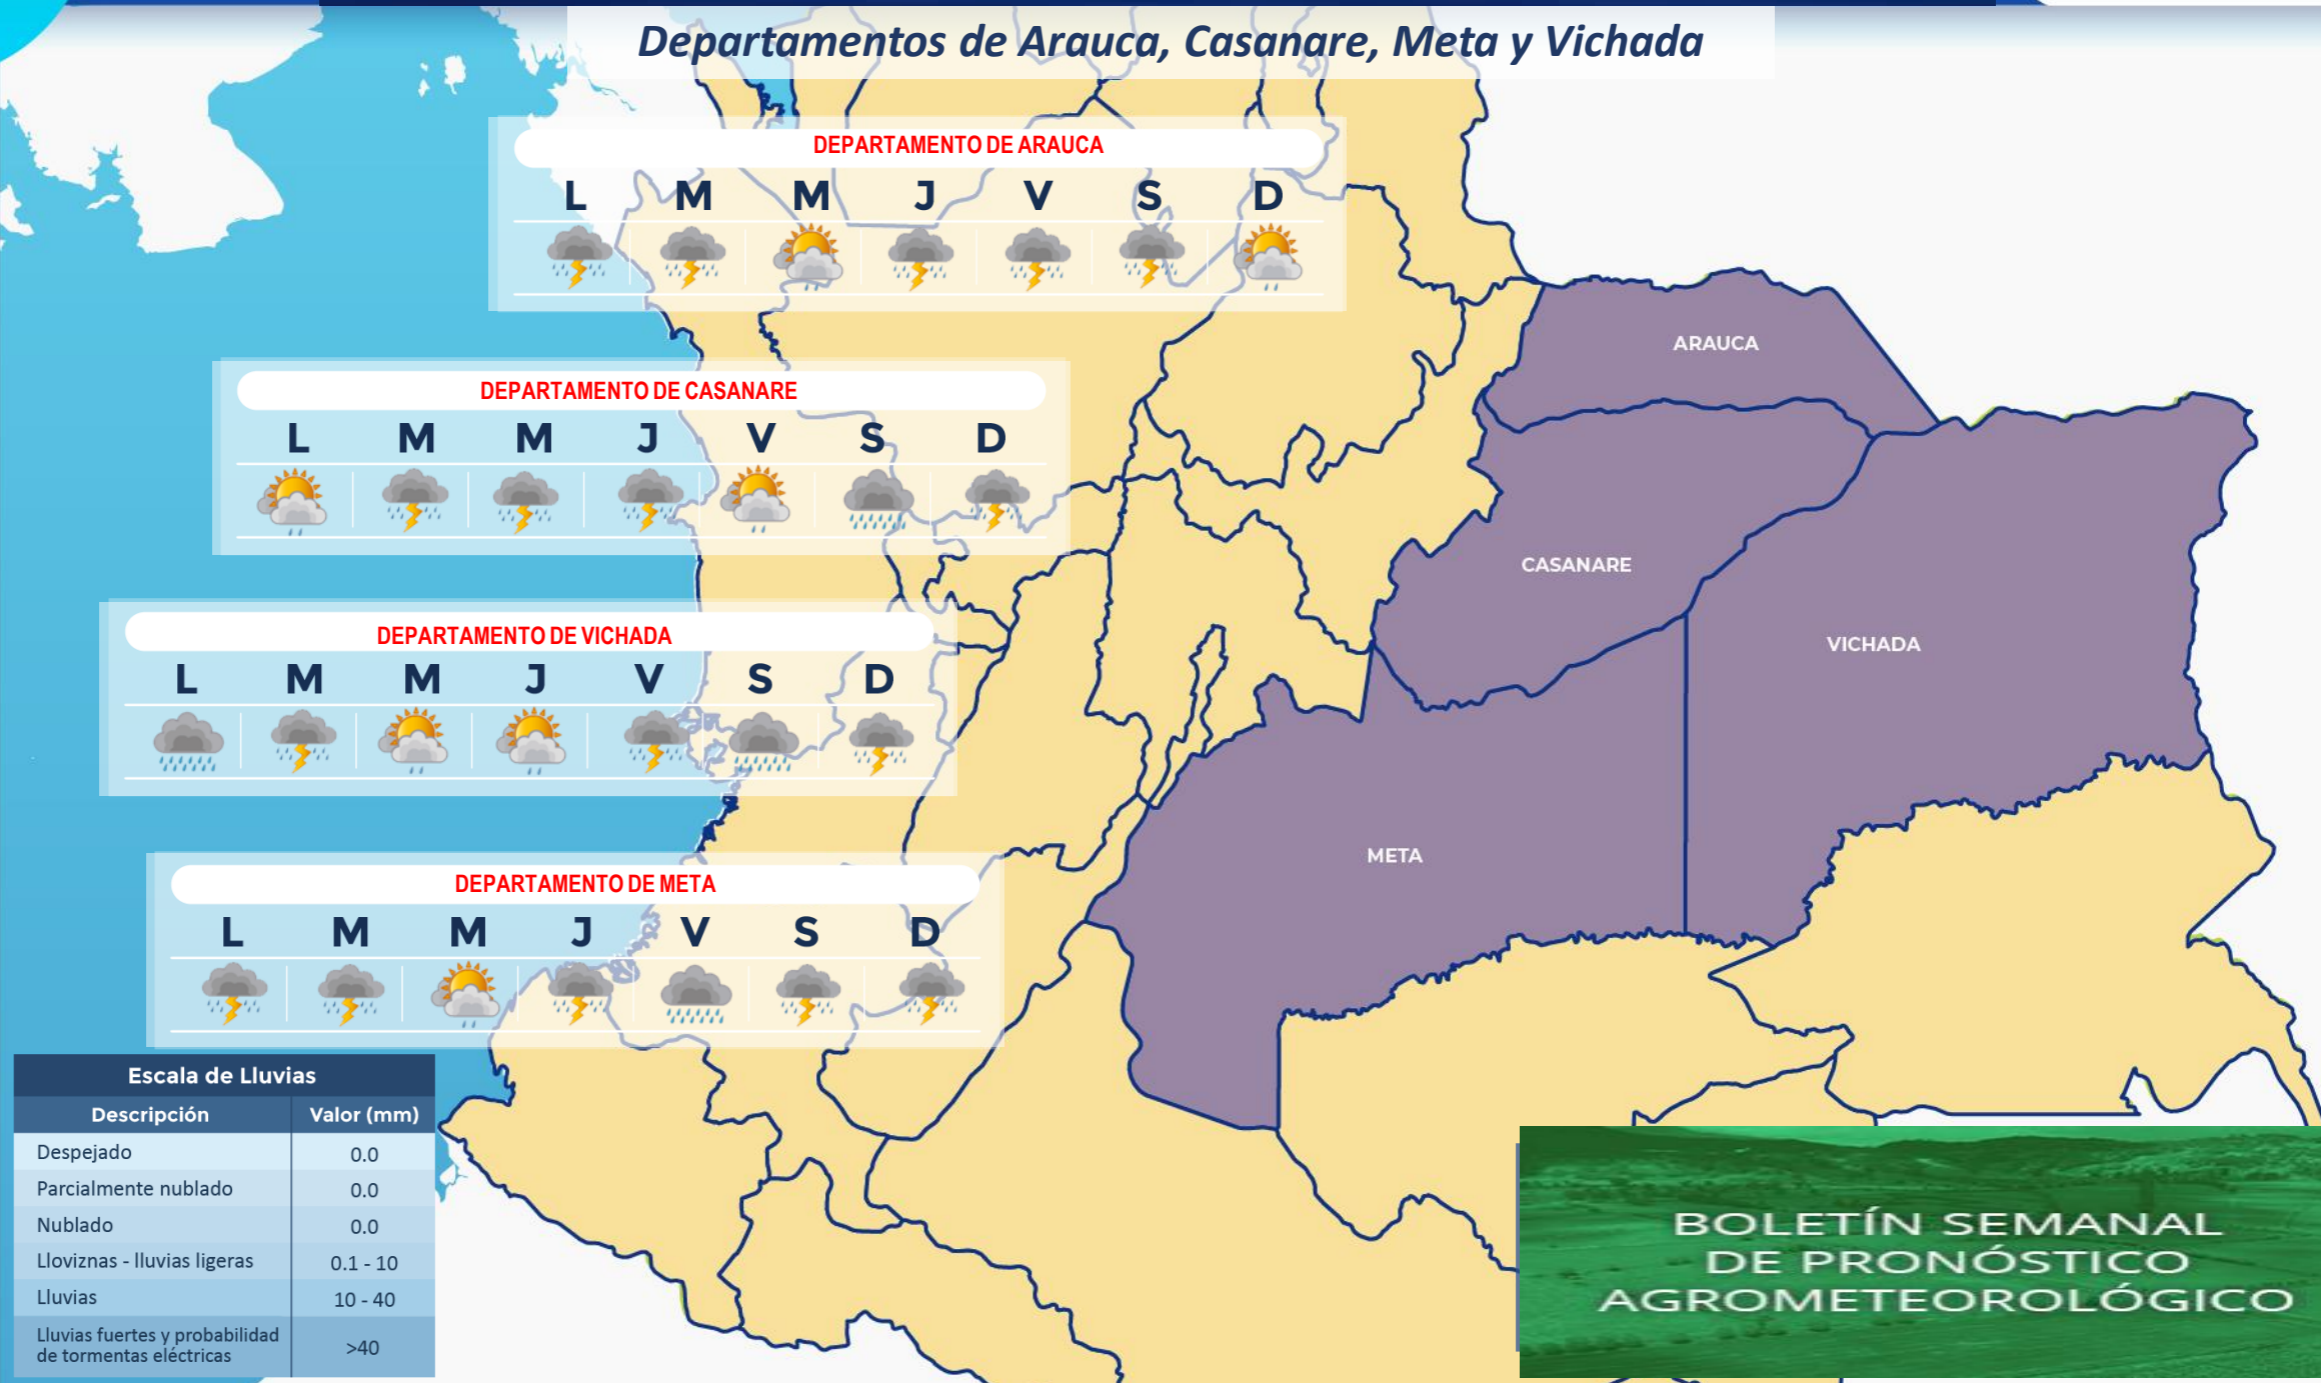 Departamentos de Arauca, Casanare, Meta y Vichada
DEPARTAMENTO DE ARAUCA
L M M J V S D
DEPARTAMENTO DE CASANARE
L M M J V S D
DEPARTAMENTO DE VICHADA
L M M J V S D
DEPARTAMENTO DE META
L M M J V S D
ARAUCA
CASANARE
VICHADA
META
Escala de Lluvias
Descripción Valor (mm)
Despejado 0.0
Parcialmente nublado 0.0
Nublado 0.0
Lloviznas - lluvias ligeras 0.1 - 10
Lluvias 10 - 40
Lluvias fuertes y probabilidad
de tormentas eléctricas >40
BOLETÍN SEMANAL
DE PRONÓSTICO
AGROMETEOROLÓGICO